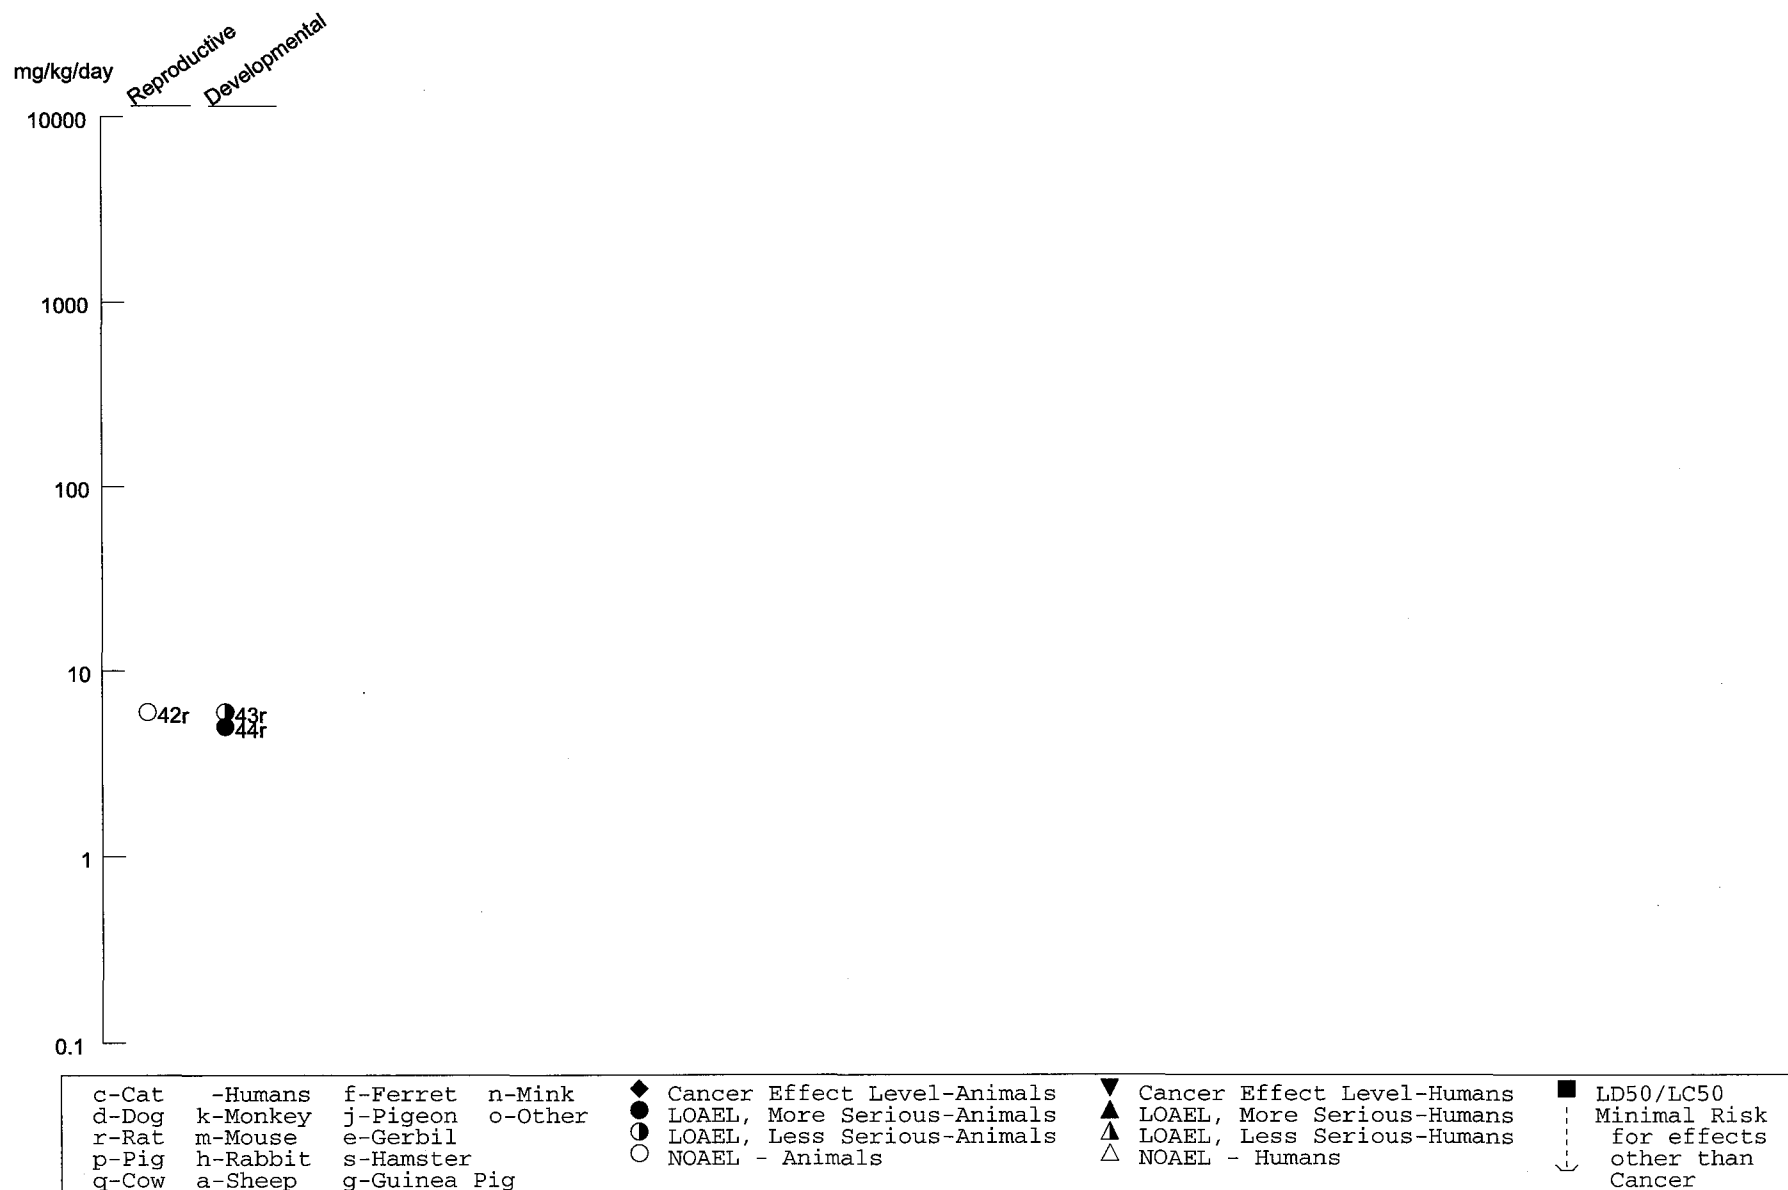 Reproductive
Developmental
mg/kg/day
10000
1000
100
10
42r
43r
44r
1
0.1
c-Cat -Humans f-Ferret n-Mink
d-Dog k-Monkey j-Pigeon o-Other
r-Rat m-Mouse e-Gerbil
p-Pig h-Rabbit s-Hamster
q-Cow a-Sheep g-Guinea Pig
Cancer Effect Level-Animals
LOAEL, More Serious-Animals
LOAEL, Less Serious-Animals
NOAEL - Animals
Cancer Effect Level-Humans
LOAEL, More Serious-Humans
LOAEL, Less Serious-Humans
NOAEL - Humans
LD50/LC50
Minimal Risk
for effects
other than
Cancer